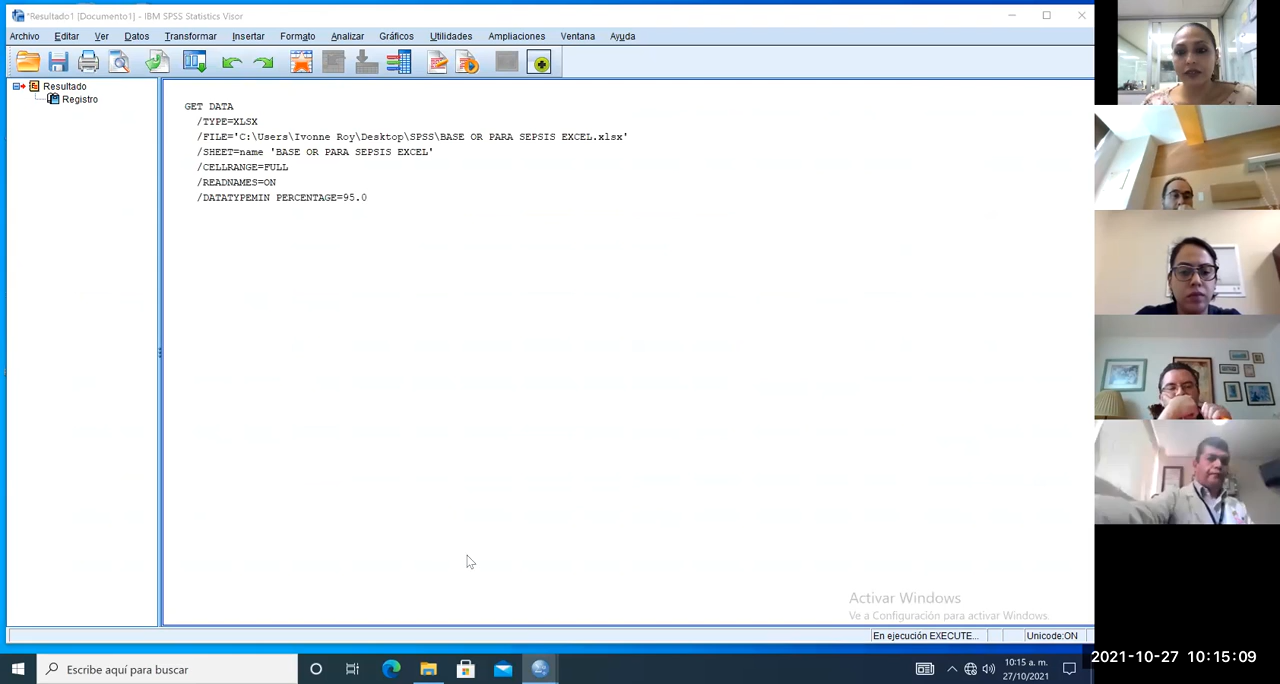 *Resultado1 [Documento1] - IBM SPSS Statistics Visor
Archivo Editar Ver Datos Transformar Insertar Formato Analizar Gráficos Utilidades Ampliaciones Ventana Ayuda
Resultado
Registro
GET DATA
/TYPE=XLSX
/FILE='C:\Users\Ivonne Roy\Desktop\SPSS\BASE OR PARA SEPSIS EXCEL.xlsx'
/SHEET=name 'BASE OR PARA SEPSIS EXCEL'
/CELLRANGE=FULL
/READNAMES=ON
/DATATYPEMIN PERCENTAGE=95.0
Activar Windows
Ve a Configuración para activar Windows.
En ejecución EXECUTE... Unicode:ON
Escribe aquí para buscar
10:15 a. m.
27/10/2021
2021-10-27 10:15:09